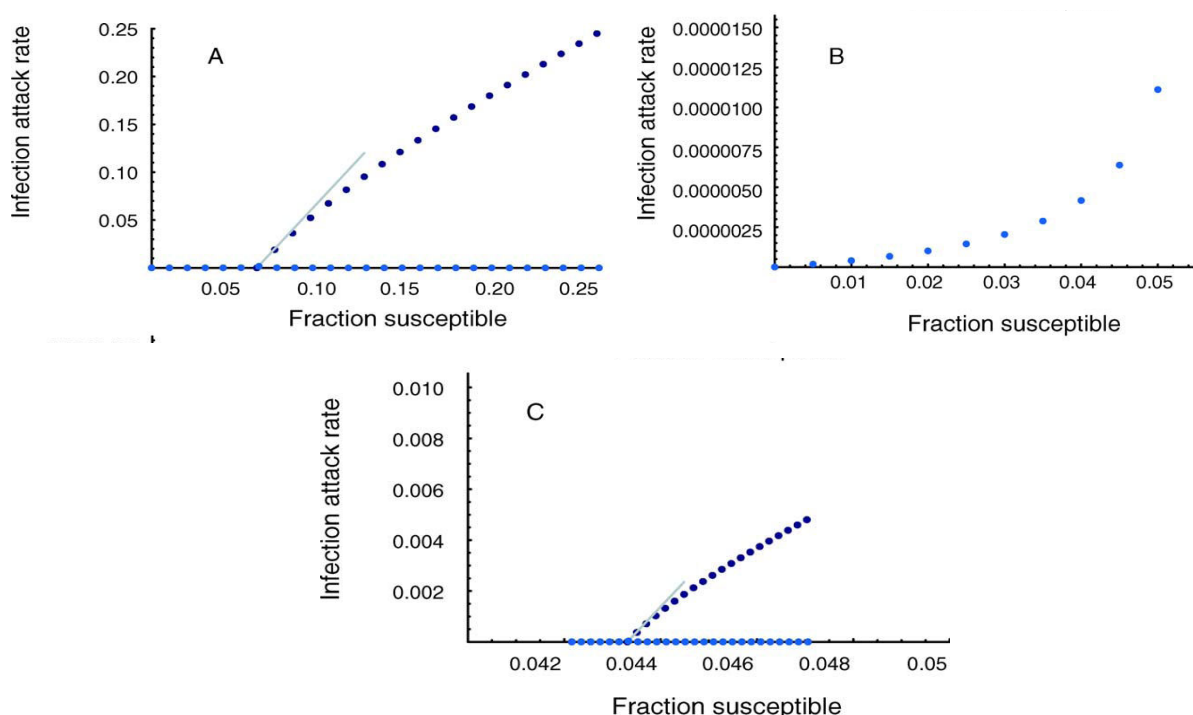 A
Infection attack rate
0.25
0.20
0.15
0.10
0.05
0.05 0.10 0.15 0.20 0.25
Fraction susceptible
B
Infection attack rate
0.0000150
0.0000125
0.0000100
0.0000075
0.0000050
0.0000025
0.01 0.02 0.03 0.04 0.05
Fraction susceptible
C
Infection attack rate
0.010
0.008
0.006
0.004
0.002
0.042 0.044 0.046 0.048 0.05
Fraction susceptible